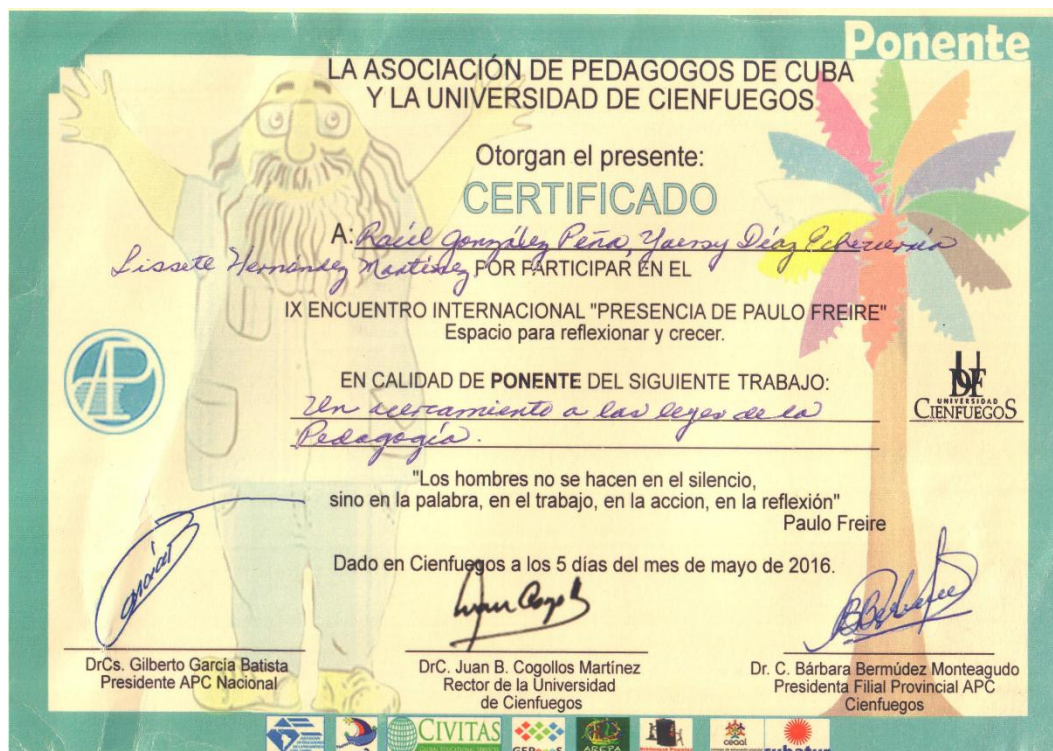 Ponente
LA ASOCIACIÓN DE PEDAGOGOS DE CUBA
Y LA UNIVERSIDAD DE CIENFUEGOS
Otorgan el presente:
CERTIFICADO
A: Raúl González Peña, Yaersy Díaz Echevarría
Lissete Hernández Martínez POR PARTICIPAR EN EL
IX ENCUENTRO INTERNACIONAL "PRESENCIA DE PAULO FREIRE"
Espacio para reflexionar y crecer.
EN CALIDAD DE PONENTE DEL SIGUIENTE TRABAJO:
Un acercamiento a las leyes de la
Pedagogía.
AP
UDCF
UNIVERSIDAD
CIENFUEGOS
"Los hombres no se hacen en el silencio,
sino en la palabra, en el trabajo, en la accion, en la reflexión"
Paulo Freire
Dado en Cienfuegos a los 5 días del mes de mayo de 2016.
DrCs. Gilberto García Batista
Presidente APC Nacional
DrC. Juan B. Cogollos Martínez
Rector de la Universidad
de Cienfuegos
Dr. C. Bárbara Bermúdez Monteagudo
Presidenta Filial Provincial APC
Cienfuegos
CIVITAS
ceaal